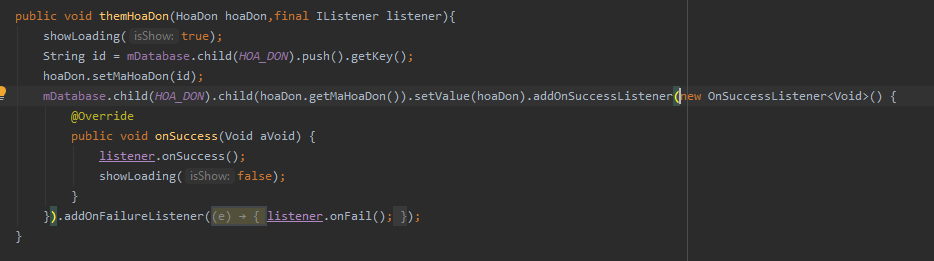 public void themHoaDon(HoaDon hoaDon,final IListener listener){
showLoading( isShow: true);
String id = mDatabase.child(HOA_DON).push().getKey();
hoaDon.setMaHoaDon(id);
mDatabase.child(HOA_DON).child(hoaDon.getMaHoaDon()).setValue(hoaDon).addOnSuccessListener(new OnSuccessListener<Void>() {
@Override
public void onSuccess(Void aVoid) {
listener.onSuccess();
showLoading( isShow: false);
}
}).addOnFailureListener((e) → { listener.onFail(); });
}